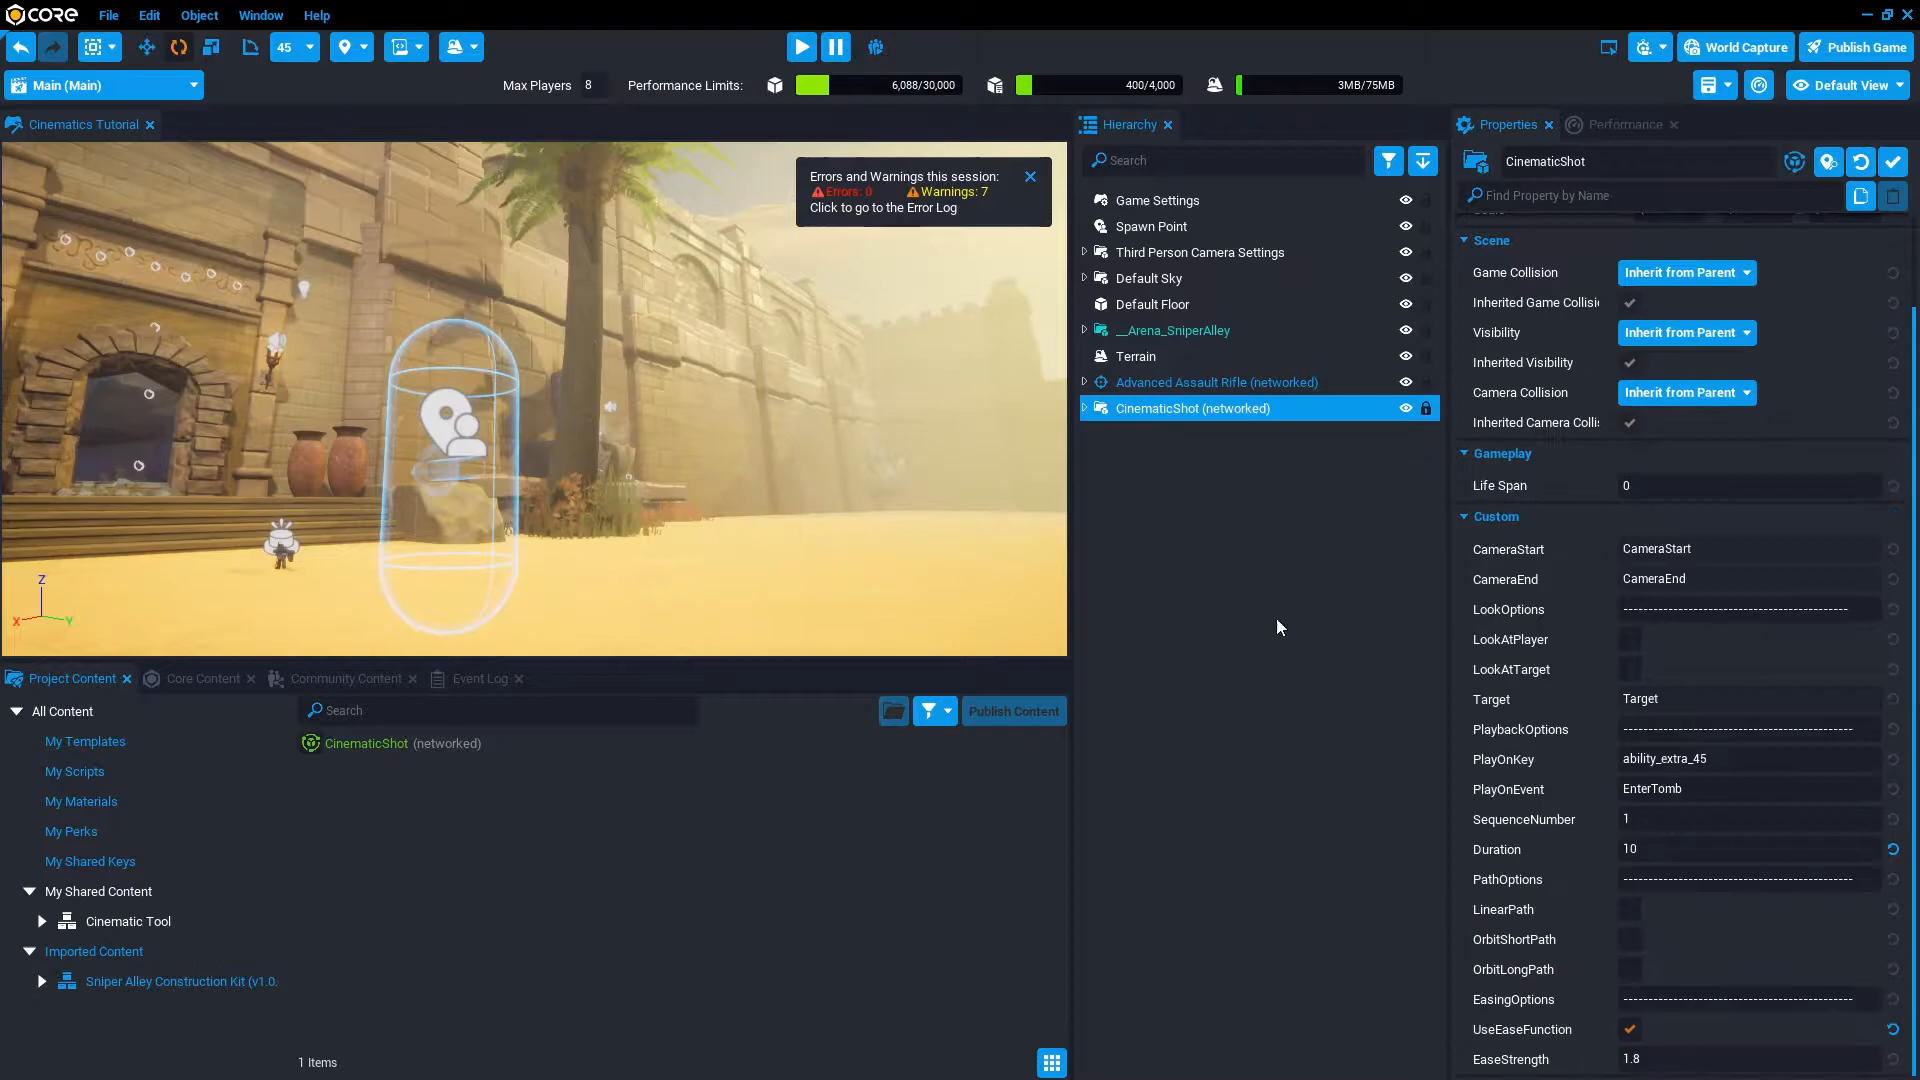 CORE File Edit Object Window Help
45 World Capture Publish Game
Main (Main) Max Players 8 Performance Limits: 6,088/30,000 400/4,000 3MB/75MB Default View
Cinematics Tutorial
Errors and Warnings this session:
Errors: 0 Warnings: 7
Click to go to the Error Log
Z
X
Y
Hierarchy
Search
Game Settings
Spawn Point
Third Person Camera Settings
Default Sky
Default Floor
__Arena_SniperAlley
Terrain
Advanced Assault Rifle (networked)
CinematicShot (networked)
Properties Performance
CinematicShot
Find Property by Name
Scene
Game Collision Inherit from Parent
Inherited Game Collisi
Visibility Inherit from Parent
Inherited Visibility
Camera Collision Inherit from Parent
Inherited Camera Colli
Gameplay
Life Span 0
Custom
CameraStart CameraStart
CameraEnd CameraEnd
LookOptions ---------------------------------------------
LookAtPlayer
LookAtTarget
Target Target
PlaybackOptions ----------------------------------------------
PlayOnKey ability_extra_45
PlayOnEvent EnterTomb
SequenceNumber 1
Duration 10
PathOptions ----------------------------------------------
LinearPath
OrbitShortPath
OrbitLongPath
EasingOptions ----------------------------------------------
UseEaseFunction
EaseStrength 1.8
Project Content Core Content Community Content Event Log
All Content
My Templates
My Scripts
My Materials
My Perks
My Shared Keys
My Shared Content
Cinematic Tool
Imported Content
Sniper Alley Construction Kit (v1.0.
Search Publish Content
CinematicShot (networked)
1 Items